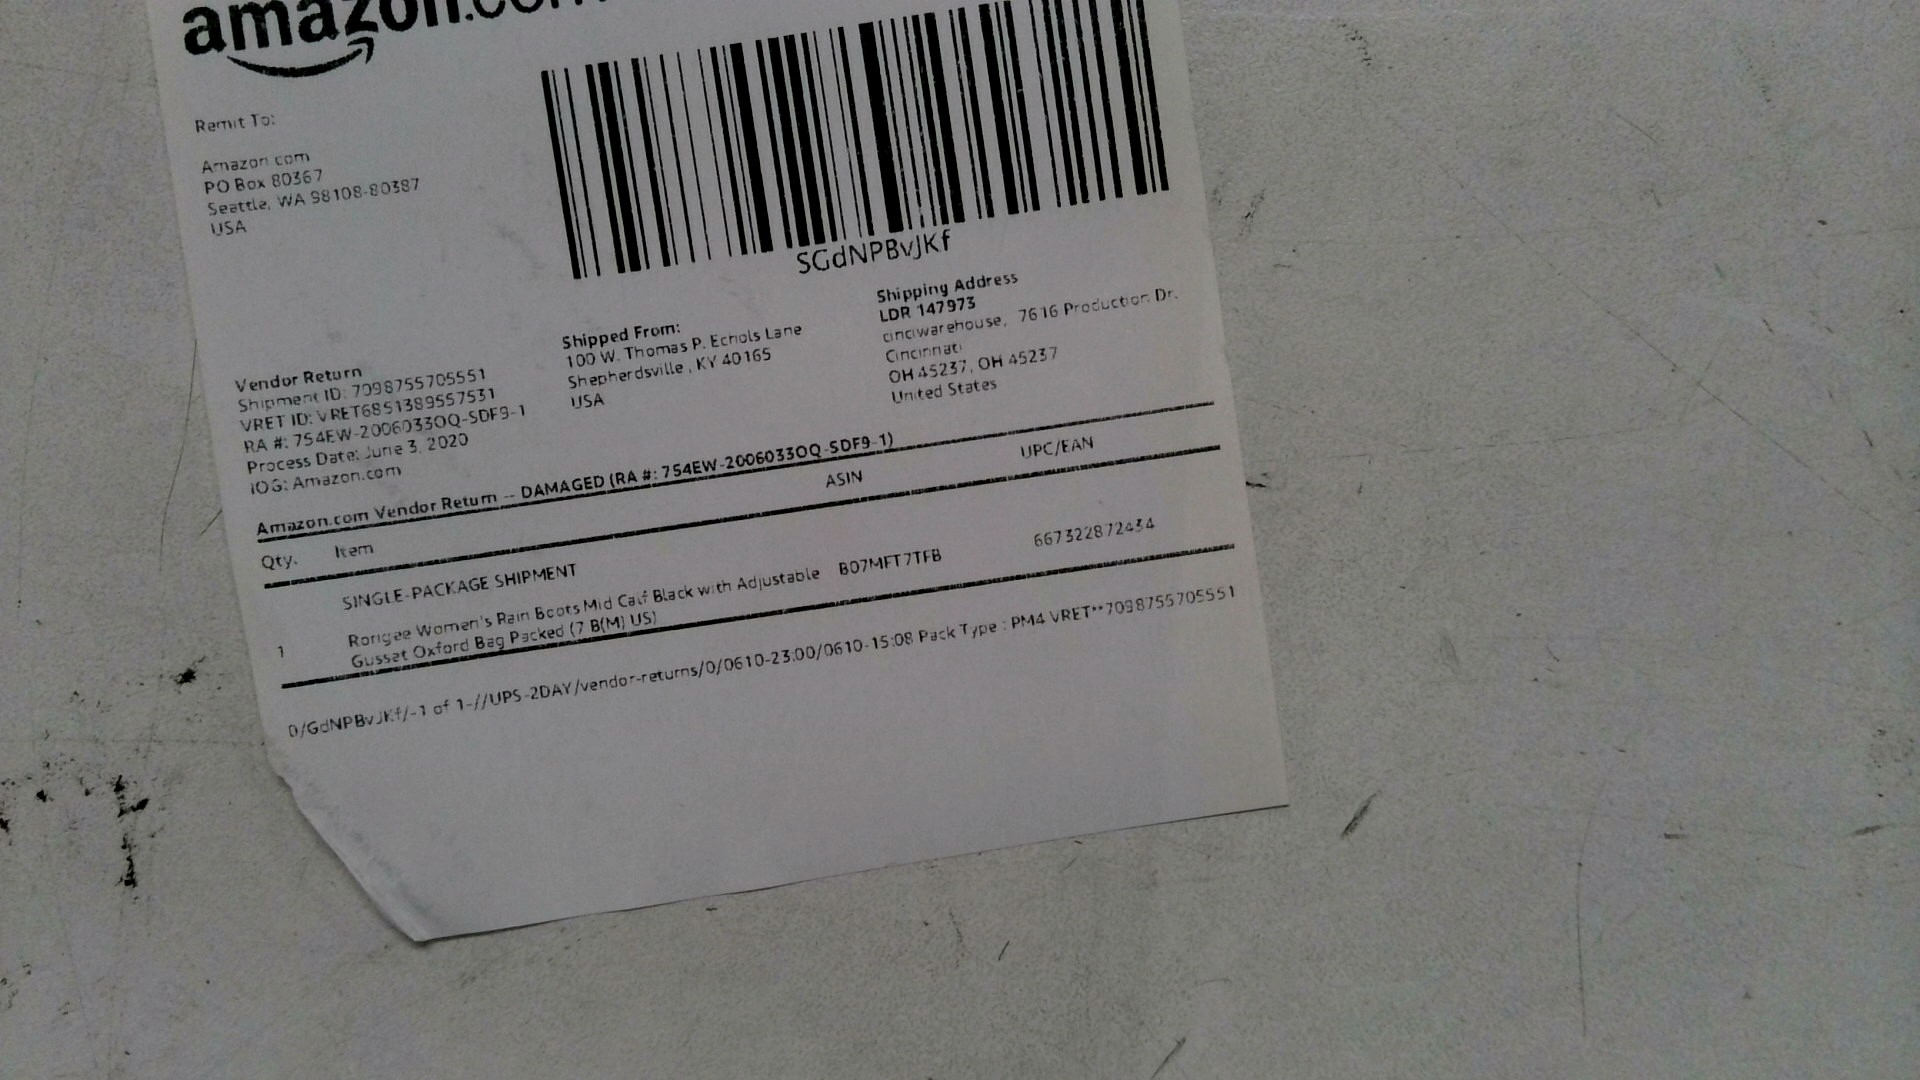 amazon.com
Remit To:
Amazon.com
PO Box 80367
Seattle, WA 98108-80387
USA
SGdNPBvJKf
Vendor Return
Shipment ID: 7098755705551
VRET ID: VRET6851389557531
RA #: 754EW-2006033OQ-SDF9-1
Process Date: June 3, 2020
IOG: Amazon.com
Shipped From:
100 W. Thomas P. Echols Lane
Shepherdsville , KY 40165
USA
Shipping Address
LDR 147973
cinciwarehouse, 7616 Production Dr.
Cincinnati
OH 45237, OH 45237
United States
Amazon.com Vendor Return -- DAMAGED (RA #: 754EW-2006033OQ-SDF9-1)
Qty. Item ASIN UPC/EAN
SINGLE-PACKAGE SHIPMENT
1 Rongee Women's Rain Boots Mid Calf Black with Adjustable B07MFT7TFB 667322872434
Gusset Oxford Bag Packed (7 B(M) US)
0/GdNPBvJKf/-1 of 1-//UPS-2DAY/vendor-returns/0/0610-23:00/0610-15:08 Pack Type : PM4 VRET**7098755705551